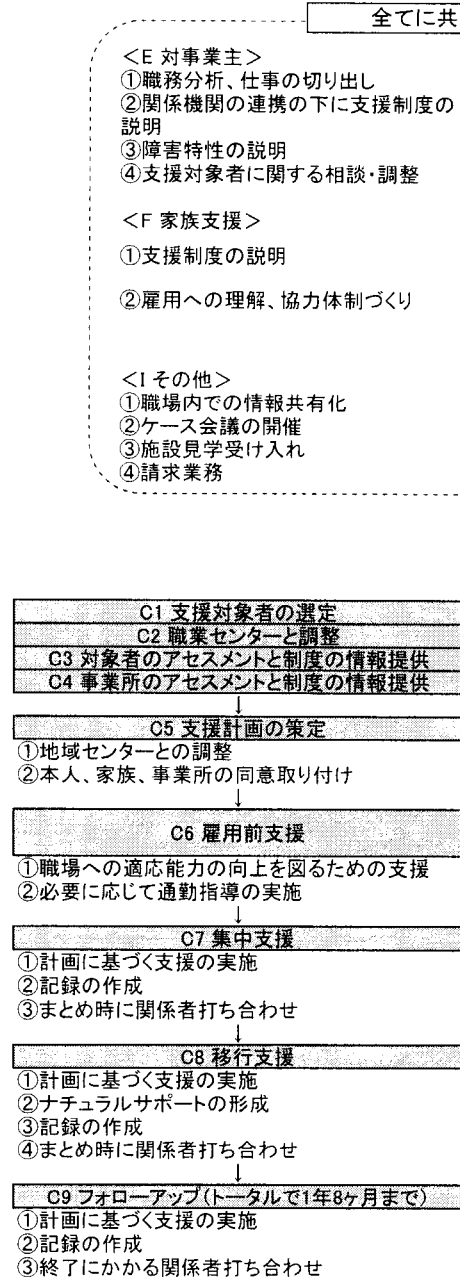 全てに共
<E 対事業主>
①職務分析、仕事の切り出し
②関係機関の連携の下に支援制度の
説明
③障害特性の説明
④支援対象者に関する相談・調整
<F 家族支援>
①支援制度の説明
②雇用への理解、協力体制づくり
<I その他>
①職場内での情報共有化
②ケース会議の開催
③施設見学受け入れ
④請求業務
C1 支援対象者の選定
C2 職業センターと調整
C3 対象者のアセスメントと制度の情報提供
C4 事業所のアセスメントと制度の情報提供
↓
C5 支援計画の策定
①地域センターとの調整
②本人、家族、事業所の同意取り付け
↓
C6 雇用前支援
①職場への適応能力の向上を図るための支援
②必要に応じて通勤指導の実施
↓
C7 集中支援
①計画に基づく支援の実施
②記録の作成
③まとめ時に関係者打ち合わせ
↓
C8 移行支援
①計画に基づく支援の実施
②ナチュラルサポートの形成
③記録の作成
④まとめ時に関係者打ち合わせ
↓
C9 フォローアップ(トータルで1年8ヶ月まで)
①計画に基づく支援の実施
②記録の作成
③終了にかかる関係者打ち合わせ